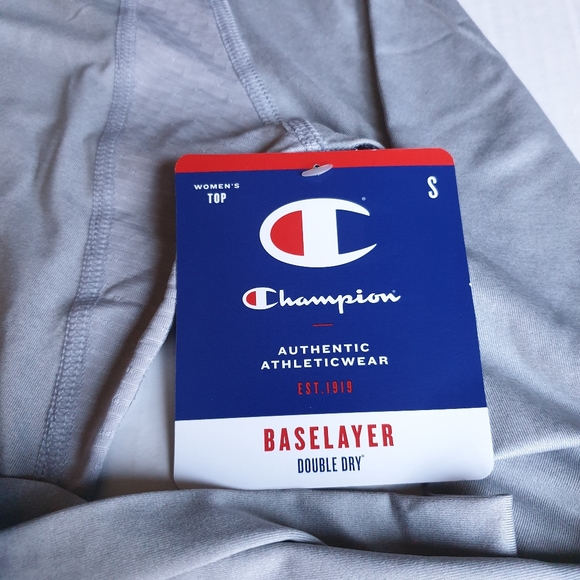 WOMEN'S
TOP
S
Champion
AUTHENTIC
ATHLETICWEAR
EST. 1919
BASELAYER
DOUBLE DRY®